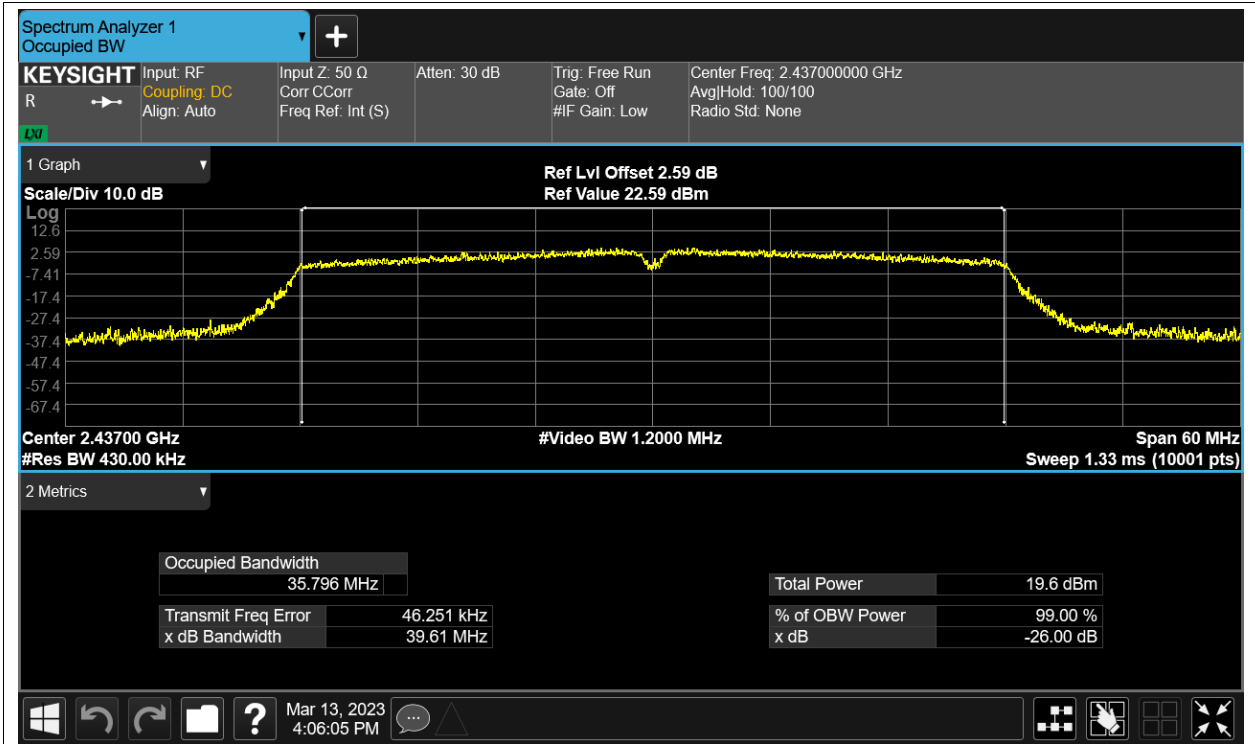 Spectrum Analyzer 1
Occupied BW
KEYSIGHT
R
LXI
Input: RF
Coupling: DC
Align: Auto
Input Z: 50 Ω
Corr CCorr
Freq Ref: Int (S)
Atten: 30 dB
Trig: Free Run
Gate: Off
#IF Gain: Low
Center Freq: 2.437000000 GHz
Avg|Hold: 100/100
Radio Std: None
1 Graph
Scale/Div 10.0 dB
Ref Lvl Offset 2.59 dB
Ref Value 22.59 dBm
Log
12.6
2.59
-7.41
-17.4
-27.4
-37.4
-47.4
-57.4
-67.4
Center 2.43700 GHz
#Res BW 430.00 kHz
#Video BW 1.2000 MHz
Span 60 MHz
Sweep 1.33 ms (10001 pts)
2 Metrics
Occupied Bandwidth
35.796 MHz
Transmit Freq Error 46.251 kHz
x dB Bandwidth 39.61 MHz
Total Power 19.6 dBm
% of OBW Power 99.00 %
x dB -26.00 dB
?
Mar 13, 2023
4:06:05 PM